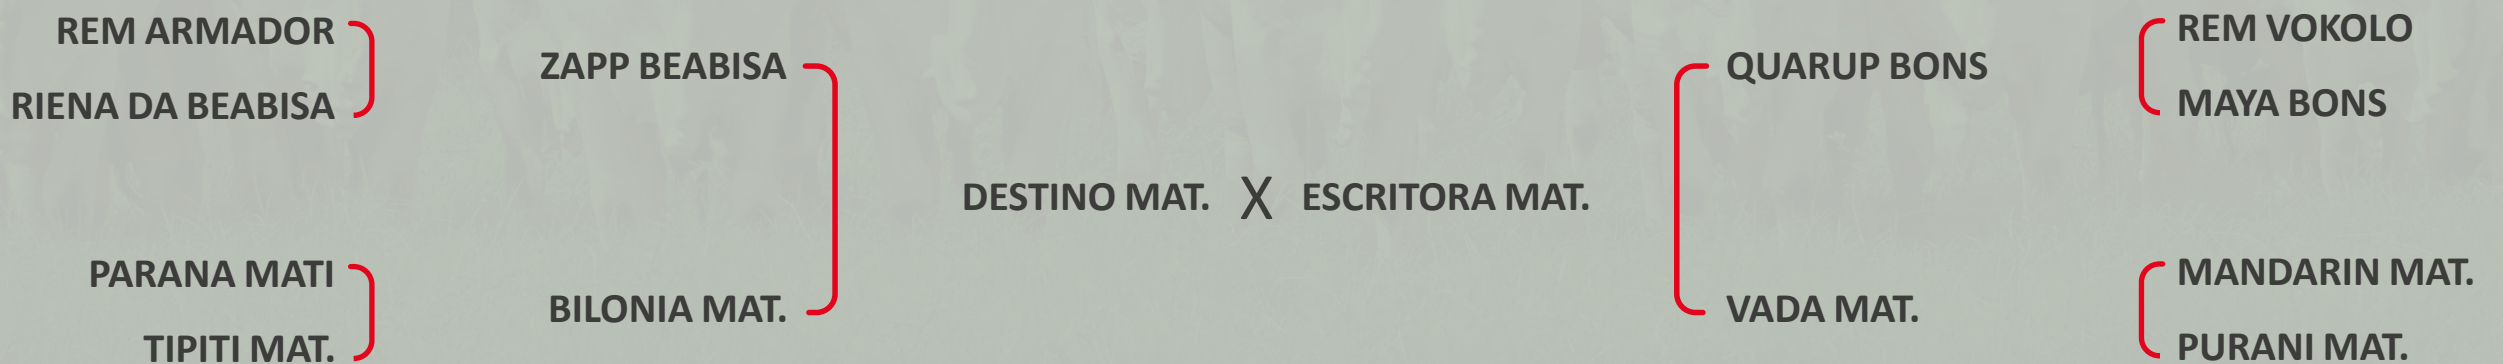 REM ARMADOR
RIENA DA BEABISA
PARANA MATI
TIPITI MAT.
ZAPP BEABISA
BILONIA MAT.
DESTINO MAT. X ESCRITORA MAT.
QUARUP BONS
VADA MAT.
REM VOKOLO
MAYA BONS
MANDARIN MAT.
PURANI MAT.